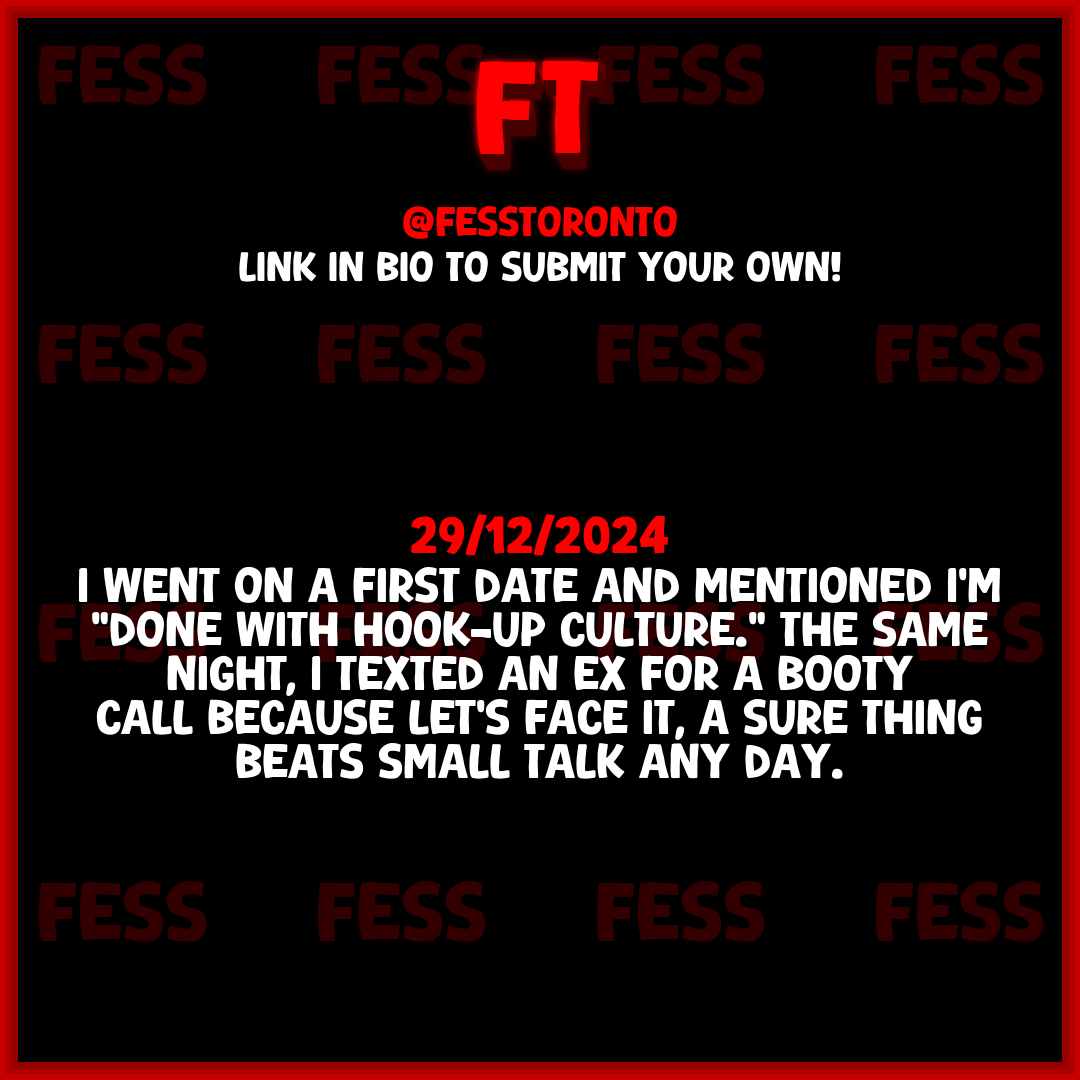 FESS FESS FESS FESS
FT
@FESSTORONTO
LINK IN BIO TO SUBMIT YOUR OWN!
FESS FESS FESS FESS
29/12/2024
I WENT ON A FIRST DATE AND MENTIONED I'M
"DONE WITH HOOK-UP CULTURE." THE SAME
NIGHT, I TEXTED AN EX FOR A BOOTY
CALL BECAUSE LET'S FACE IT, A SURE THING
BEATS SMALL TALK ANY DAY.
FESS FESS FESS FESS
FESS FESS FESS FESS